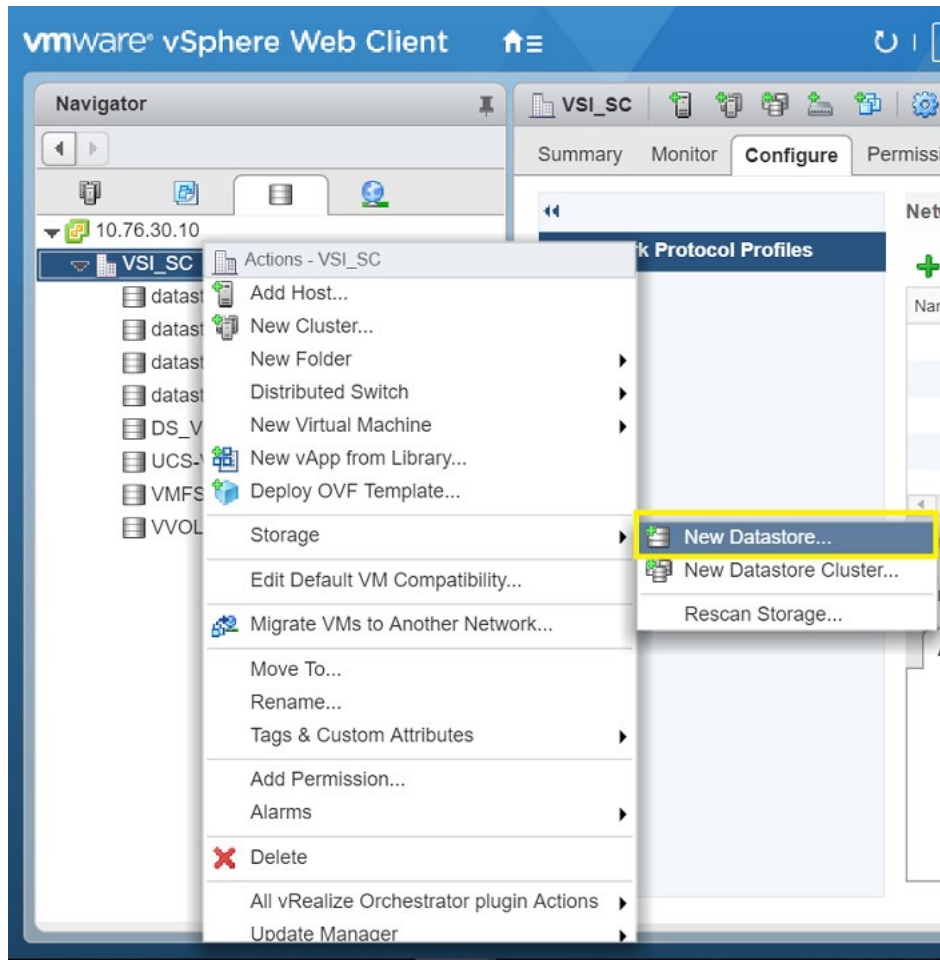 vmware® vSphere Web Client
Navigator
VSI_SC
Summary Monitor Configure
10.76.30.10
VSI_SC
Actions - VSI_SC
Protocol Profiles
Add Host...
New Cluster...
New Folder
Distributed Switch
New Virtual Machine
New vApp from Library...
Deploy OVF Template...
Storage
New Datastore...
New Datastore Cluster...
Rescan Storage...
Edit Default VM Compatibility...
Migrate VMs to Another Network...
Move To...
Rename...
Tags & Custom Attributes
Add Permission...
Alarms
Delete
All vRealize Orchestrator plugin Actions
Update Manager